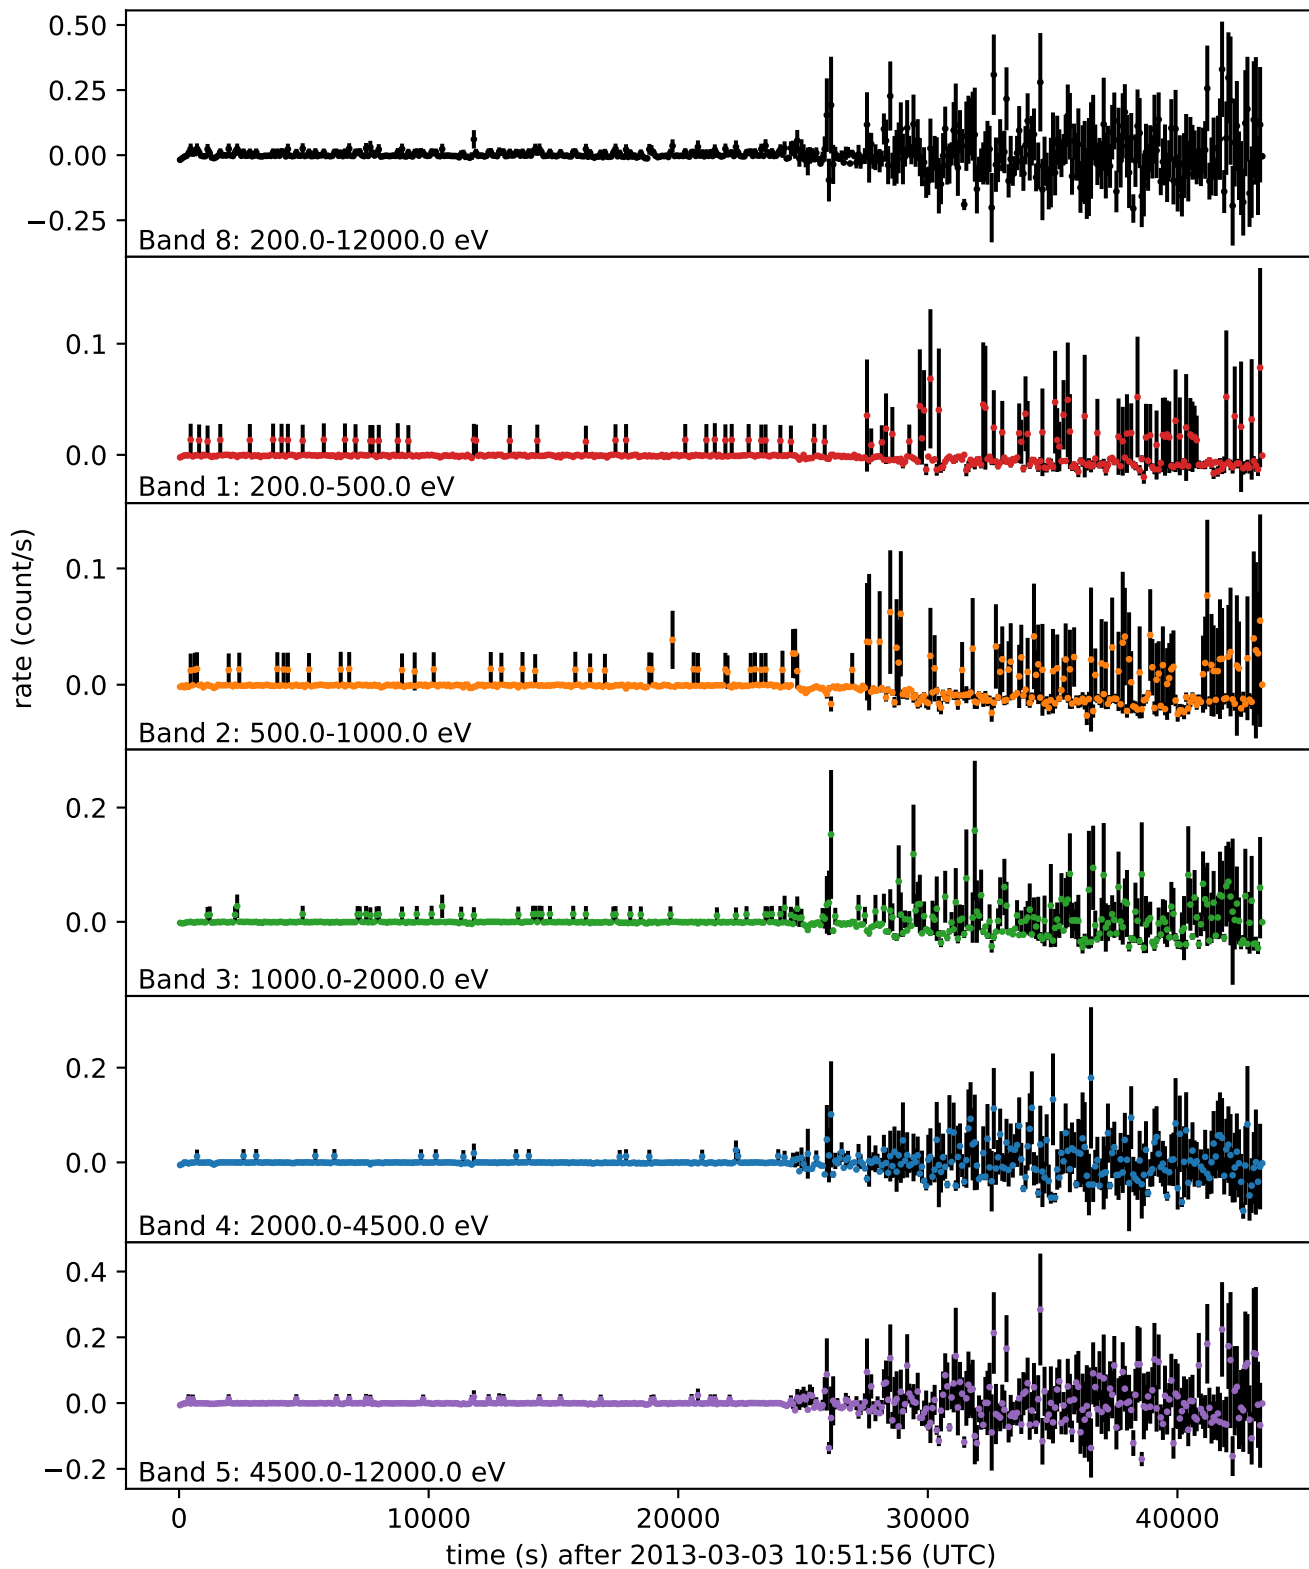 0.50
0.25
0.00
−0.25
Band 8: 200.0-12000.0 eV
0.1
0.0
Band 1: 200.0-500.0 eV
0.1
0.0
Band 2: 500.0-1000.0 eV
rate (count/s)
0.2
0.0
Band 3: 1000.0-2000.0 eV
0.2
0.0
Band 4: 2000.0-4500.0 eV
0.4
0.2
0.0
−0.2
Band 5: 4500.0-12000.0 eV
0 10000 20000 30000 40000
time (s) after 2013-03-03 10:51:56 (UTC)